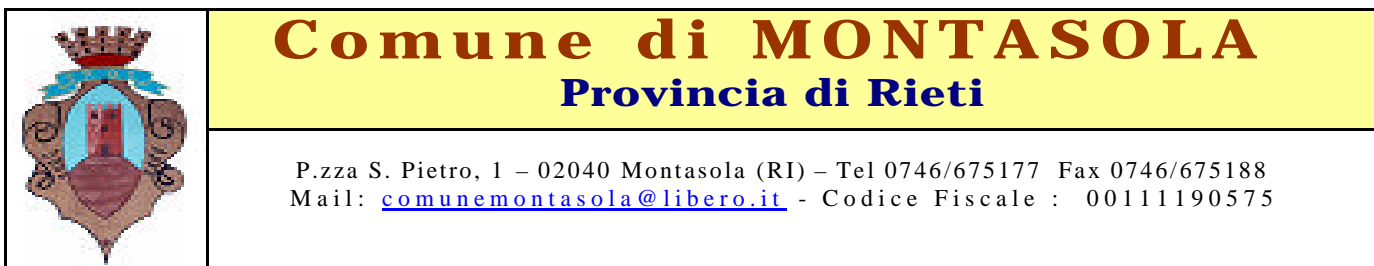 Comune di MONTASOLA
Provincia di Rieti
P.zza S. Pietro, 1 – 02040 Montasola (RI) – Tel 0746/675177 Fax 0746/675188
Mail: comunemontasola@libero.it - Codice Fiscale : 00111190575